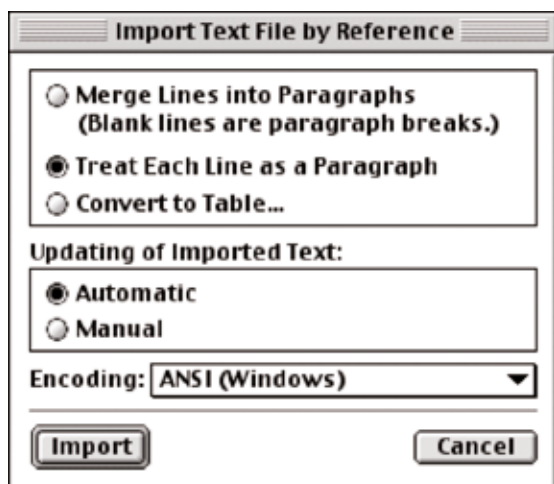 Import Text File by Reference
Merge Lines into Paragraphs
(Blank lines are paragraph breaks.)
Treat Each Line as a Paragraph
Convert to Table...
Updating of Imported Text:
Automatic
Manual
Encoding: ANSI (Windows)
Import Cancel